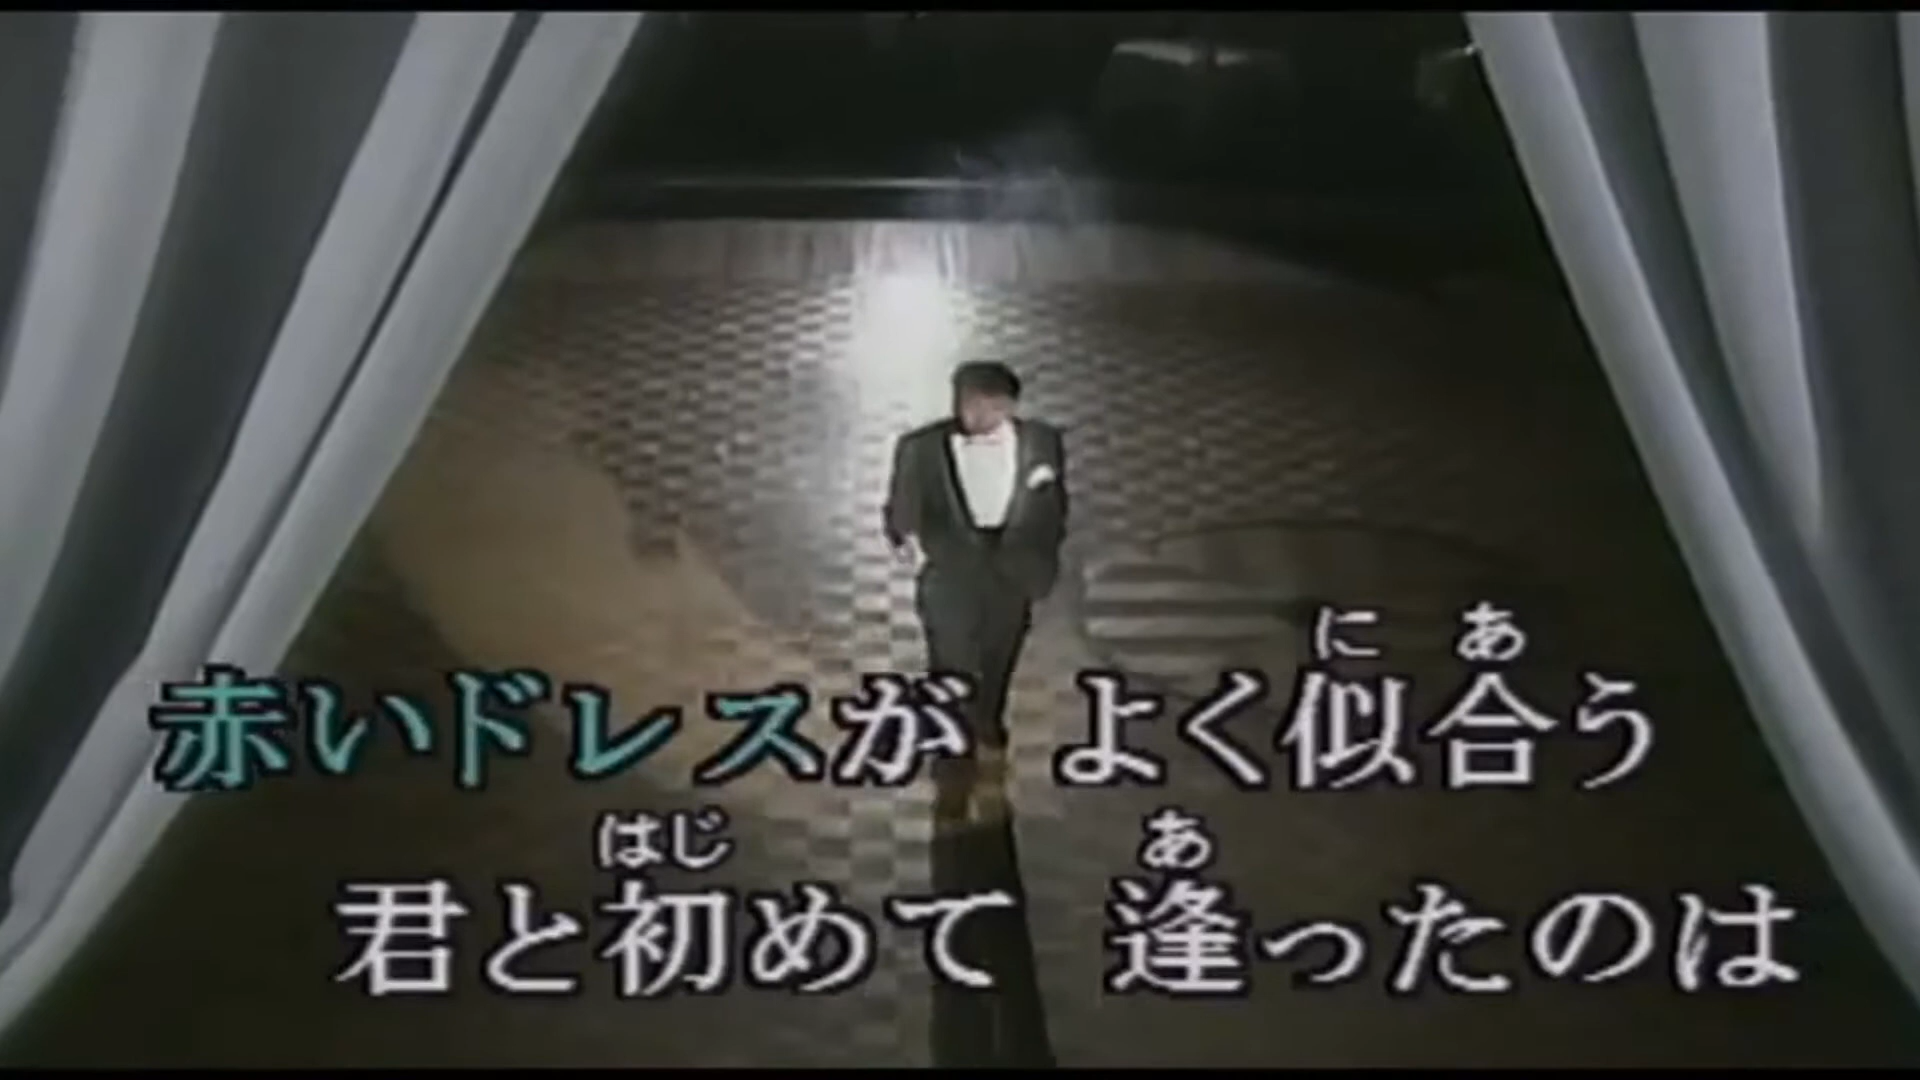 にあ
赤いドレスが よく似合う
はじ あ
君と初めて 逢ったのは